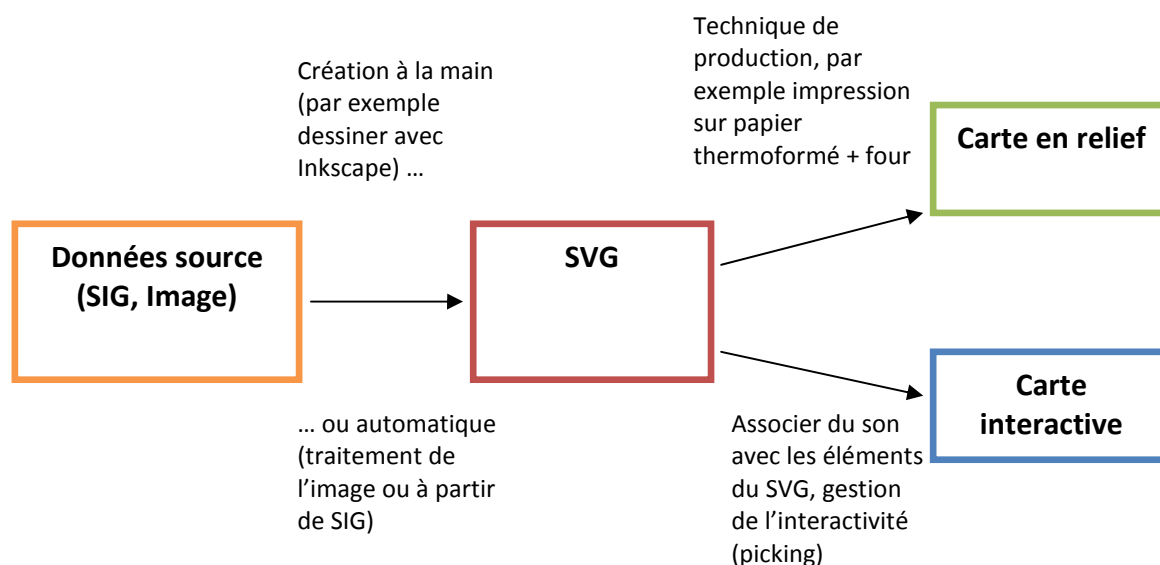 Création à la main
(par exemple
dessiner avec
Inkscape) …
Technique de
production, par
exemple impression
sur papier
thermoformé + four
Données source
(SIG, Image)
SVG
Carte en relief
Carte
interactive
… ou automatique
(traitement de
l’image ou à partir
de SIG)
Associer du son
avec les éléments
du SVG, gestion
de l’interactivité
(picking)